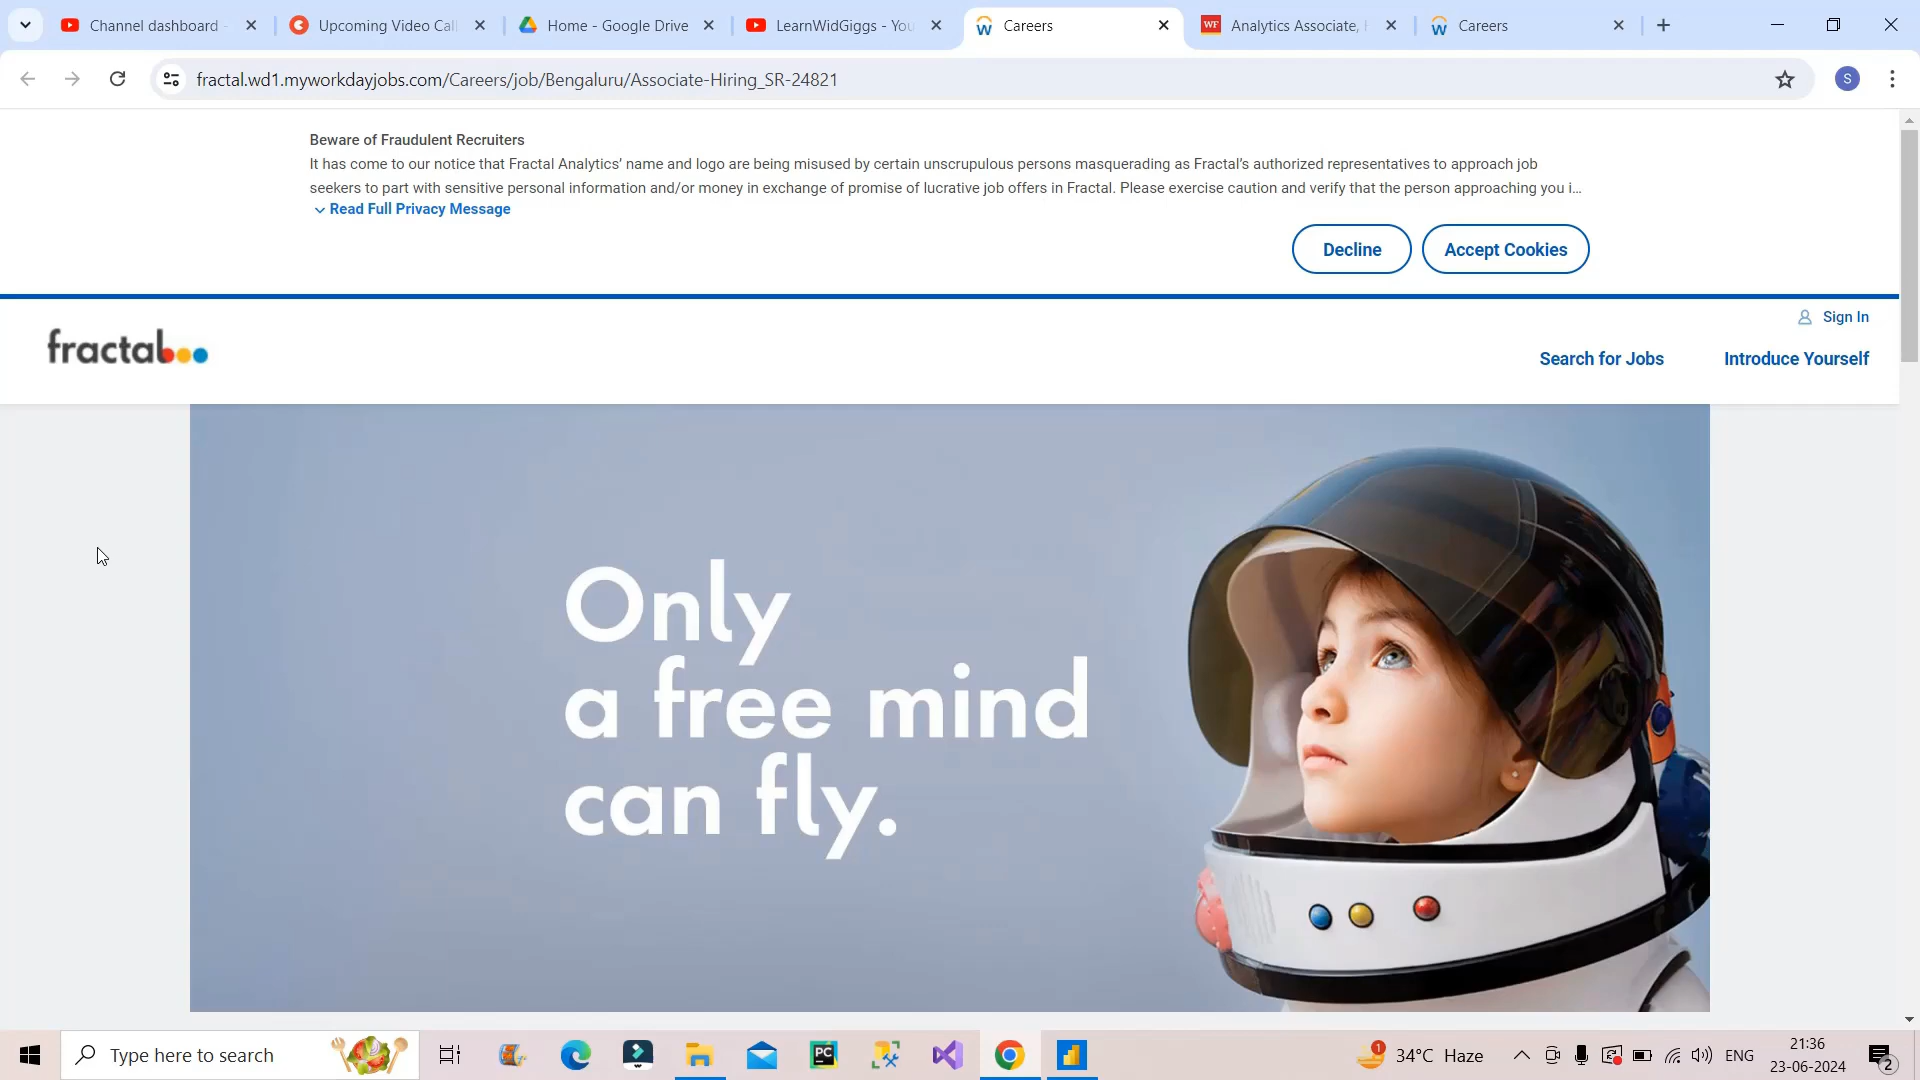 Channel dashboard -
Upcoming Video Cal
Home - Google Drive
LearnWidGiggs - You
Careers
WF
Analytics Associate,
Careers
fractal.wd1.myworkdayjobs.com/Careers/job/Bengaluru/Associate-Hiring_SR-24821
S
Beware of Fraudulent Recruiters
It has come to our notice that Fractal Analytics' name and logo are being misused by certain unscrupulous persons masquerading as Fractal's authorized representatives to approach job
seekers to part with sensitive personal information and/or money in exchange of promise of lucrative job offers in Fractal. Please exercise caution and verify that the person approaching you i...
Read Full Privacy Message
Decline
Accept Cookies
Sign In
fractal
Search for Jobs
Introduce Yourself
Only
a free mind
can fly.
Type here to search
PC
1
34°C Haze
ENG
21:36
23-06-2024
2